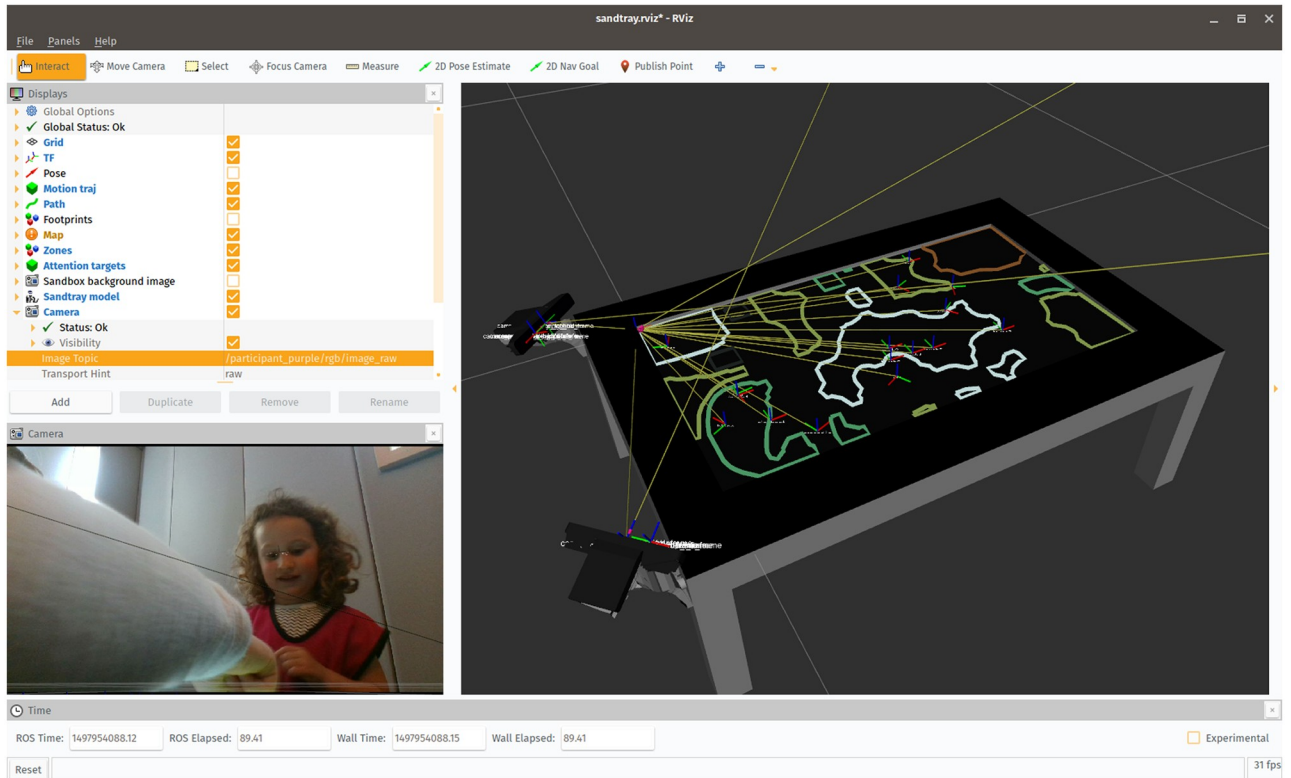 sandtray.rviz* - RViz
File Panels Help
Interact Move Camera Select Focus Camera Measure 2D Pose Estimate 2D Nav Goal Publish Point
Displays
Global Options
Global Status: Ok
Grid
TF
Pose
Motion traj
Path
Footprints
Map
Zones
Attention targets
Sandbox background image
Sandtray model
Camera
Status: Ok
Visibility
Image Topic /participant_purple/rgb/image_raw
Transport Hint raw
Add Duplicate Remove Rename
Camera
Time
ROS Time: 1497954088.12 ROS Elapsed: 89.41 Wall Time: 1497954088.15 Wall Elapsed: 89.41 Experimental
Reset 31 fps